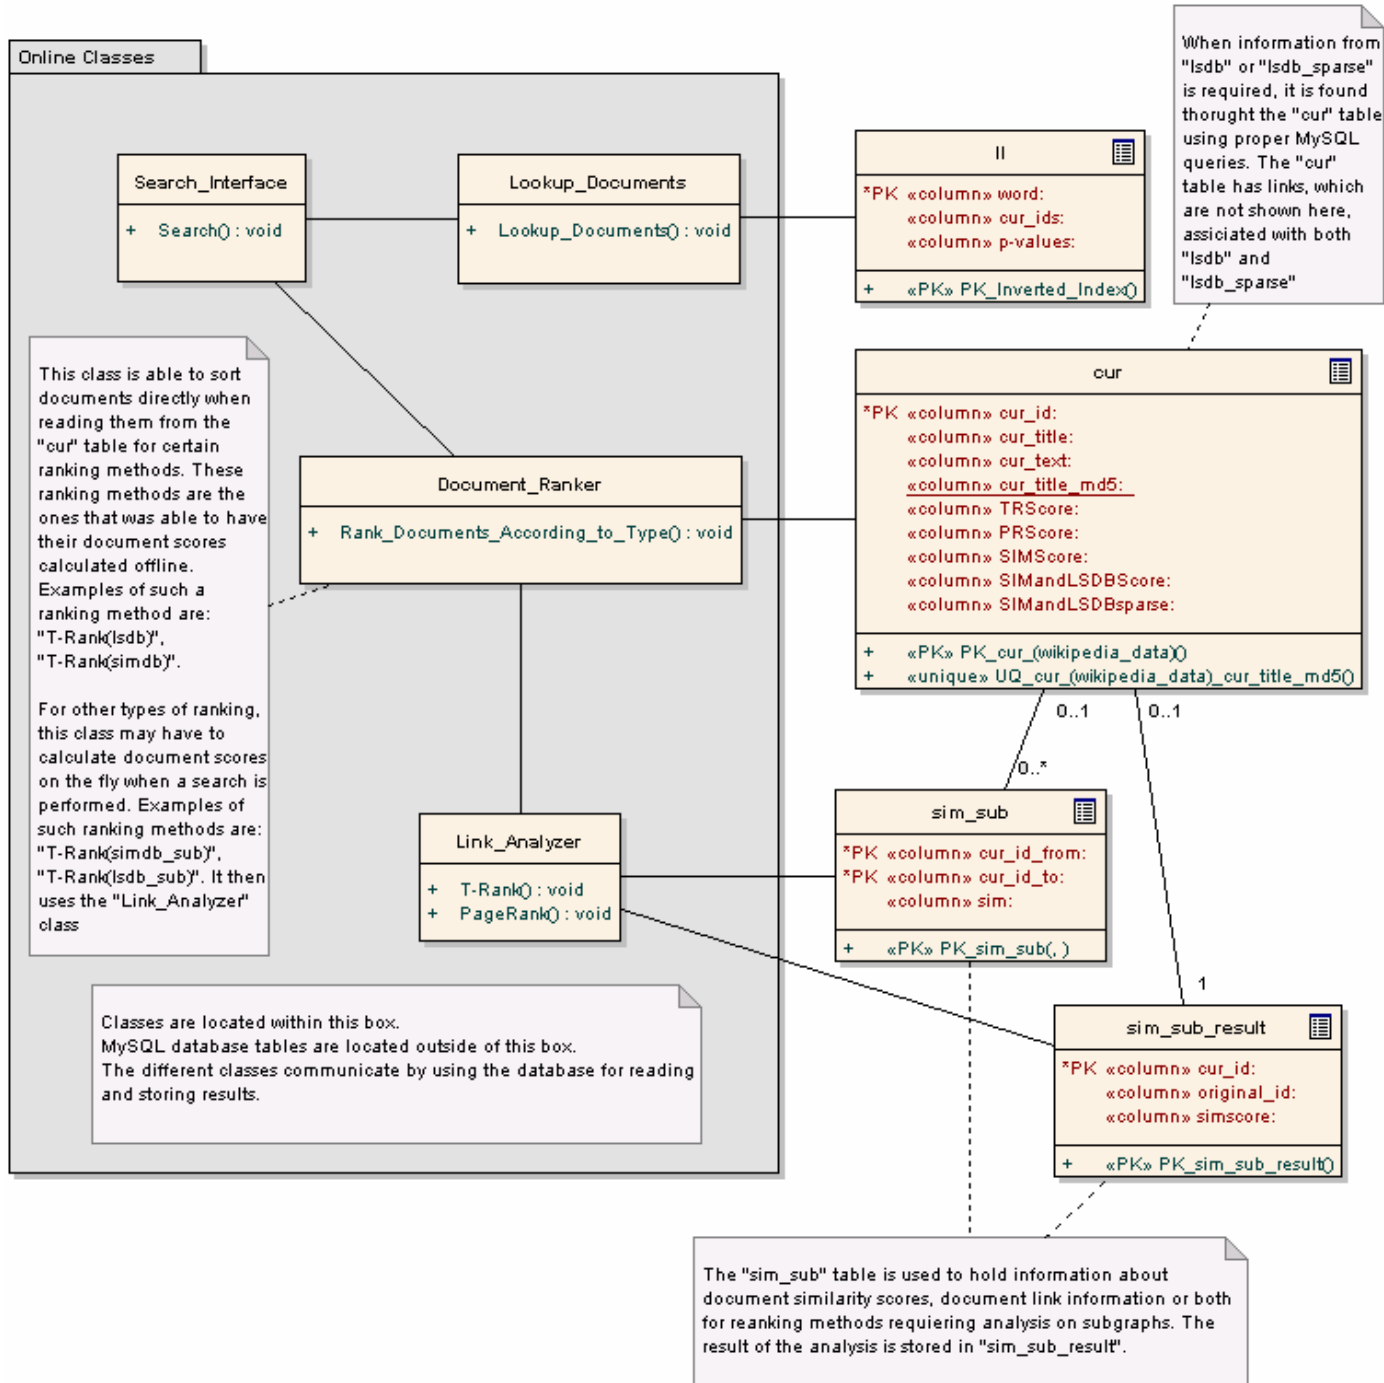 Online Classes
Search_Interface
+ Search() : void
Lookup_Documents
+ Lookup_Documents() : void
II
*PK «column» word:
«column» cur_ids:
«column» p-values:
+ «PK» PK_Inverted_Index()
When information from
"lsdb" or "lsdb_sparse"
is required, it is found
thorught the "cur" table
using proper MySQL
queries. The "cur"
table has links, which
are not shown here,
assiciated with both
"lsdb" and
"lsdb_sparse"
This class is able to sort
documents directly when
reading them from the
"cur" table for certain
ranking methods. These
ranking methods are the
ones that was able to have
their document scores
calculated offline.
Examples of such a
ranking method are:
"T-Rank(lsdb)",
"T-Rank(simdb)".
For other types of ranking,
this class may have to
calculate document scores
on the fly when a search is
performed. Examples of
such ranking methods are:
"T-Rank(simdb_sub)",
"T-Rank(lsdb_sub)". It then
uses the "Link_Analyzer"
class
Document_Ranker
+ Rank_Documents_According_to_Type() : void
cur
*PK «column» cur_id:
«column» cur_title:
«column» cur_text:
«column» cur_title_md5:
«column» TRScore:
«column» PRScore:
«column» SIMScore:
«column» SIMandLSDBScore:
«column» SIMandLSDBsparse:
+ «PK» PK_cur_(wikipedia_data)()
+ «unique» UQ_cur_(wikipedia_data)_cur_title_md5()
0..1
0..1
0..*
1
Link_Analyzer
+ T-Rank() : void
+ PageRank() : void
sim_sub
*PK «column» cur_id_from:
*PK «column» cur_id_to:
«column» sim:
+ «PK» PK_sim_sub(, )
sim_sub_result
*PK «column» cur_id:
«column» original_id:
«column» simscore:
+ «PK» PK_sim_sub_result()
Classes are located within this box.
MySQL database tables are located outside of this box.
The different classes communicate by using the database for reading
and storing results.
The "sim_sub" table is used to hold information about
document similarity scores, document link information or both
for reanking methods requiering analysis on subgraphs. The
result of the analysis is stored in "sim_sub_result".